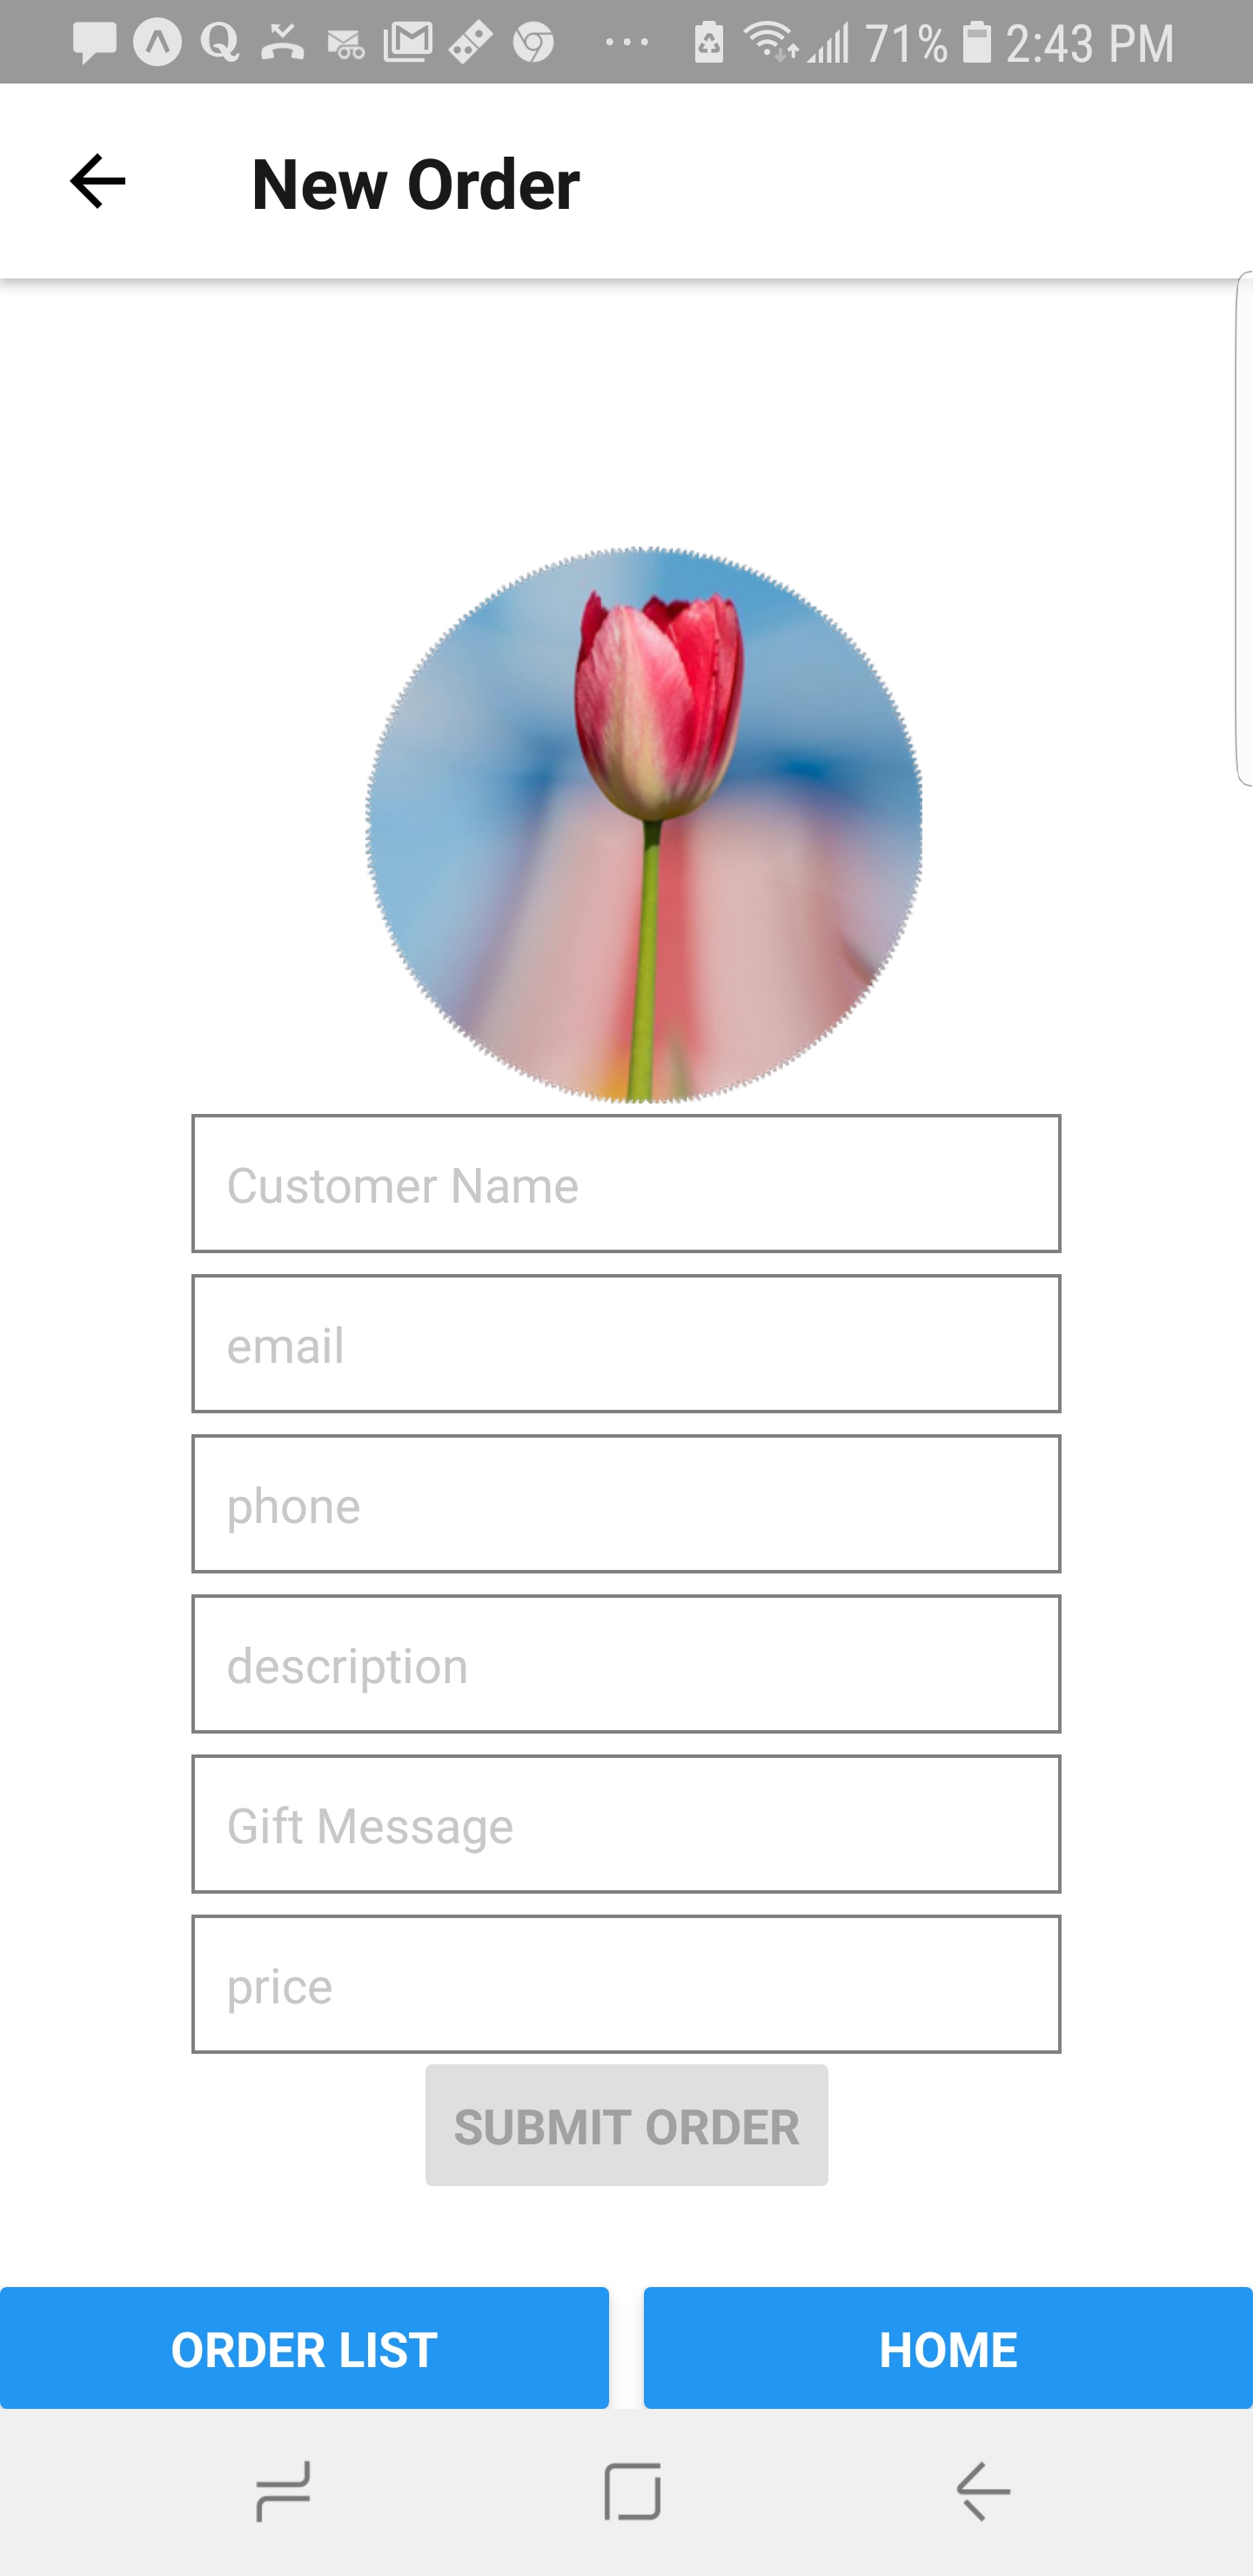 71% 2:43 PM
New Order
Customer Name
email
phone
description
Gift Message
price
SUBMIT ORDER
ORDER LIST
HOME